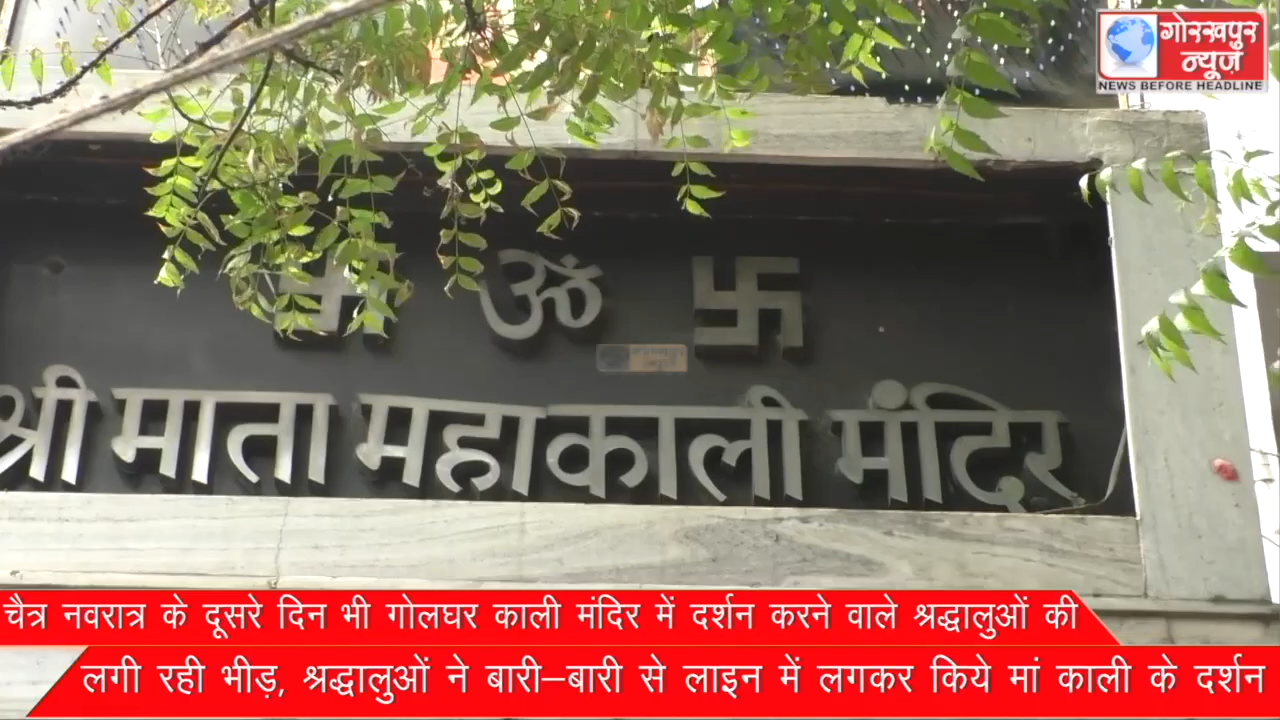 गोरखपुर
न्यूज़
NEWS BEFORE HEADLINE
ॐ
श्री माता महाकाली मंदिर
चैत्र नवरात्र के दूसरे दिन भी गोलघर काली मंदिर में दर्शन करने वाले श्रद्धालुओं की
लगी रही भीड़, श्रद्धालुओं ने बारी–बारी से लाइन में लगकर किये मां काली के दर्शन